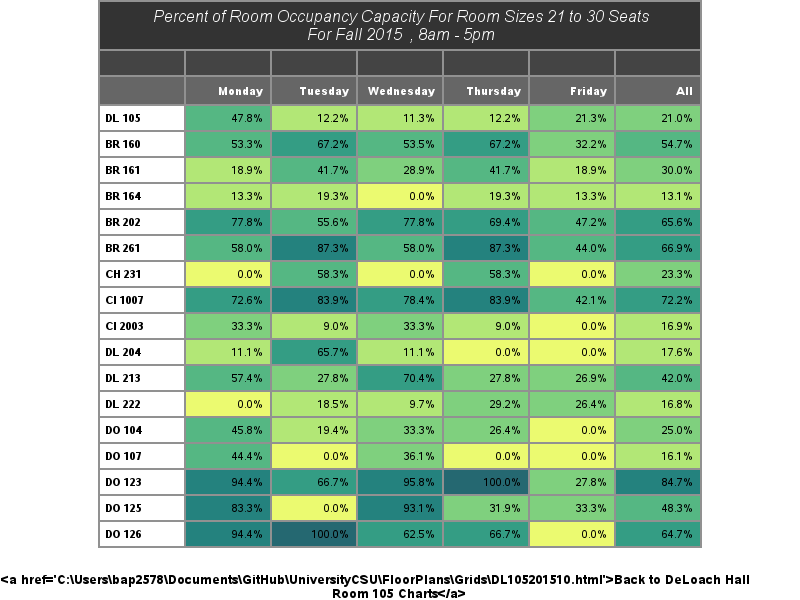 Percent of Room Occupancy Capacity For Room Sizes 21 to 30 Seats
For Fall 2015 , 8am - 5pm
Monday Tuesday Wednesday Thursday Friday All
DL 105 47.8% 12.2% 11.3% 12.2% 21.3% 21.0%
BR 160 53.3% 67.2% 53.5% 67.2% 32.2% 54.7%
BR 161 18.9% 41.7% 28.9% 41.7% 18.9% 30.0%
BR 164 13.3% 19.3% 0.0% 19.3% 13.3% 13.1%
BR 202 77.8% 55.6% 77.8% 69.4% 47.2% 65.6%
BR 261 58.0% 87.3% 58.0% 87.3% 44.0% 66.9%
CH 231 0.0% 58.3% 0.0% 58.3% 0.0% 23.3%
CI 1007 72.6% 83.9% 78.4% 83.9% 42.1% 72.2%
CI 2003 33.3% 9.0% 33.3% 9.0% 0.0% 16.9%
DL 204 11.1% 65.7% 11.1% 0.0% 0.0% 17.6%
DL 213 57.4% 27.8% 70.4% 27.8% 26.9% 42.0%
DL 222 0.0% 18.5% 9.7% 29.2% 26.4% 16.8%
DO 104 45.8% 19.4% 33.3% 26.4% 0.0% 25.0%
DO 107 44.4% 0.0% 36.1% 0.0% 0.0% 16.1%
DO 123 94.4% 66.7% 95.8% 100.0% 27.8% 84.7%
DO 125 83.3% 0.0% 93.1% 31.9% 33.3% 48.3%
DO 126 94.4% 100.0% 62.5% 66.7% 0.0% 64.7%
<a href='C:\Users\bap2578\Documents\GitHub\UniversityCSU\FloorPlans\Grids\DL105201510.html'>Back to DeLoach Hall
Room 105 Charts</a>